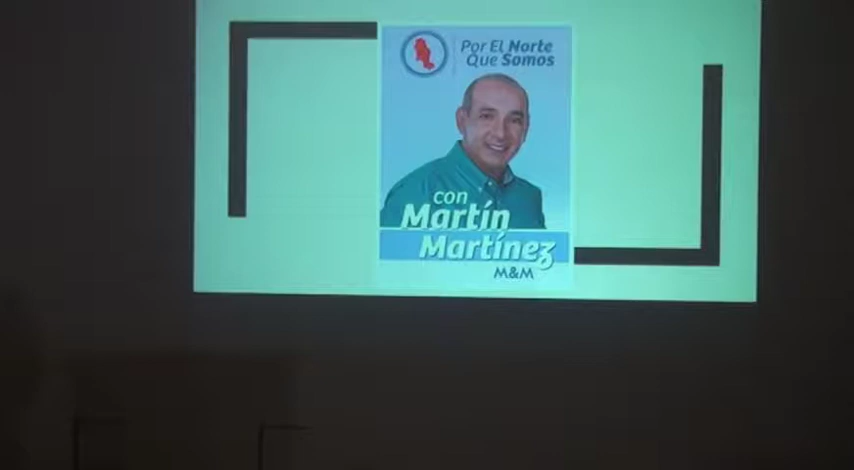 Por El Norte
Que Somos
con
Martín
Martínez
M&M